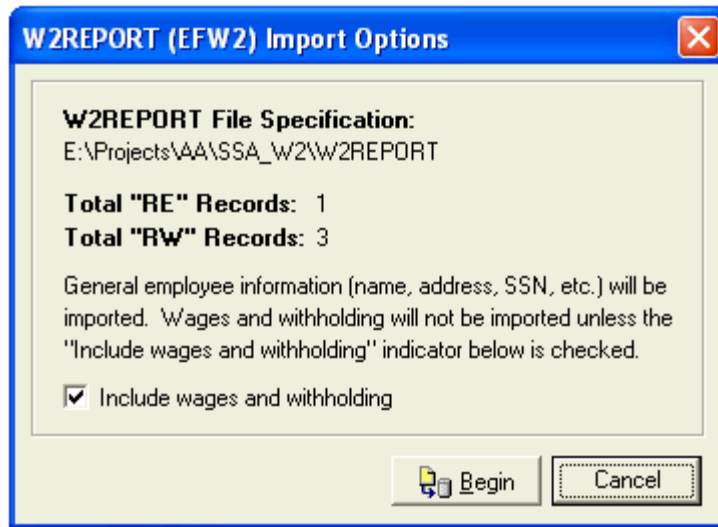 W2REPORT (EFW2) Import Options
W2REPORT File Specification:
E:\Projects\AA\SSA_W2\W2REPORT
Total "RE" Records: 1
Total "RW" Records: 3
General employee information (name, address, SSN, etc.) will be
imported. Wages and withholding will not be imported unless the
"Include wages and withholding" indicator below is checked.
Include wages and withholding
Begin
Cancel